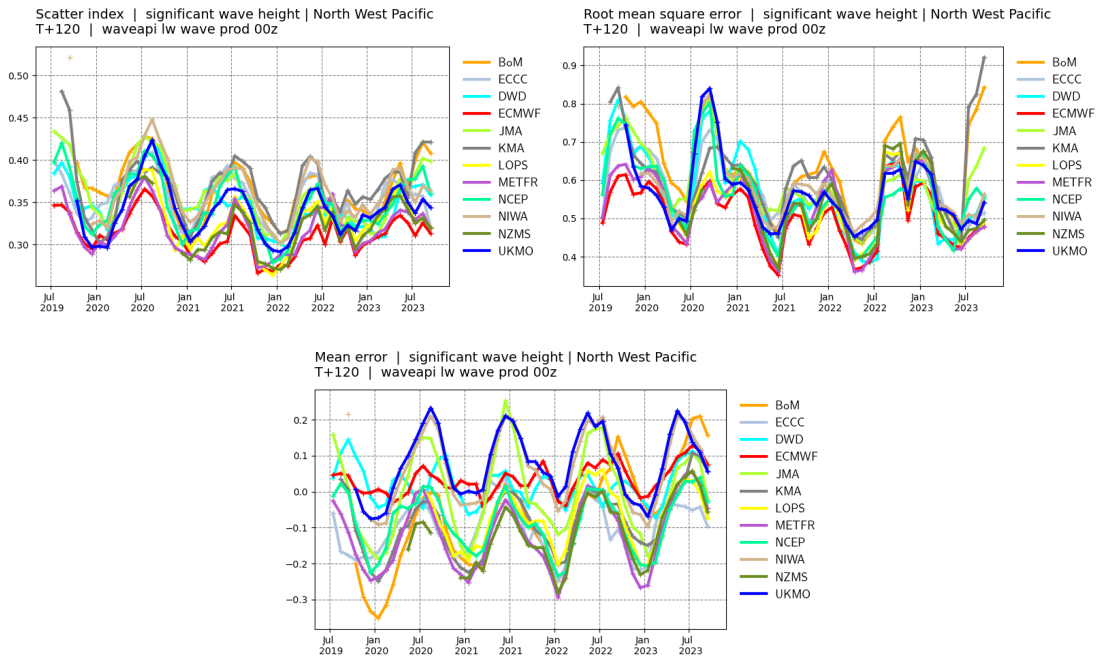 Scatter index | significant wave height | North West Pacific
T+120 | waveapi lw wave prod 00z
0.50
0.45
0.40
0.35
0.30
Jul 2019
Jan 2020
Jul 2020
Jan 2021
Jul 2021
Jan 2022
Jul 2022
Jan 2023
Jul 2023
BoM
ECCC
DWD
ECMWF
JMA
KMA
LOPS
METFR
NCEP
NIWA
NZMS
UKMO
Root mean square error | significant wave height | North West Pacific
T+120 | waveapi lw wave prod 00z
0.9
0.8
0.7
0.6
0.5
0.4
Jul 2019
Jan 2020
Jul 2020
Jan 2021
Jul 2021
Jan 2022
Jul 2022
Jan 2023
Jul 2023
BoM
ECCC
DWD
ECMWF
JMA
KMA
LOPS
METFR
NCEP
NIWA
NZMS
UKMO
Mean error | significant wave height | North West Pacific
T+120 | waveapi lw wave prod 00z
0.2
0.1
0.0
−0.1
−0.2
−0.3
Jul 2019
Jan 2020
Jul 2020
Jan 2021
Jul 2021
Jan 2022
Jul 2022
Jan 2023
Jul 2023
BoM
ECCC
DWD
ECMWF
JMA
KMA
LOPS
METFR
NCEP
NIWA
NZMS
UKMO